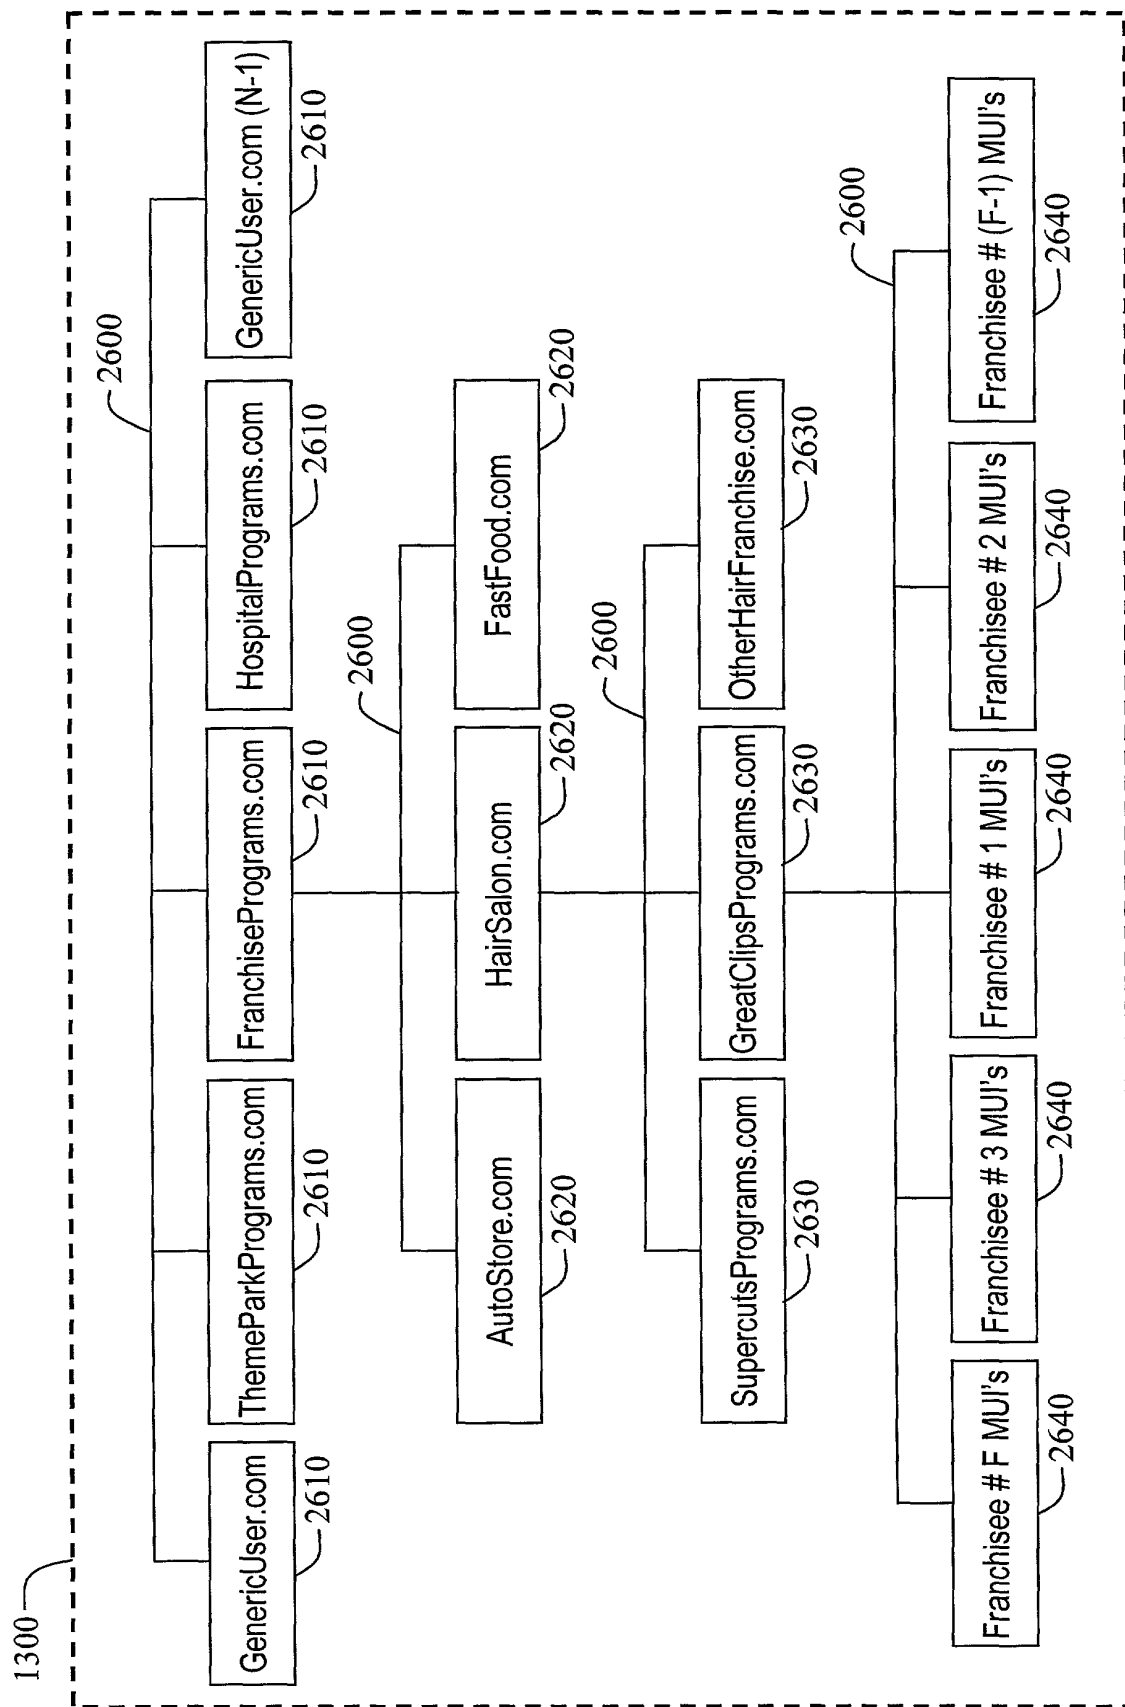 1300
2600
GenericUser.com
2610
ThemeParkPrograms.com
2610
FranchisePrograms.com
2610
HospitalPrograms.com
2610
GenericUser.com (N-1)
2610
2600
AutoStore.com
2620
HairSalon.com
2620
FastFood.com
2620
2600
SupercutsPrograms.com
2630
GreatClipsPrograms.com
2630
OtherHairFranchise.com
2630
2600
Franchisee # F MUI's
2640
Franchisee # 3 MUI's
2640
Franchisee # 1 MUI's
2640
Franchisee # 2 MUI's
2640
Franchisee # (F-1) MUI's
2640